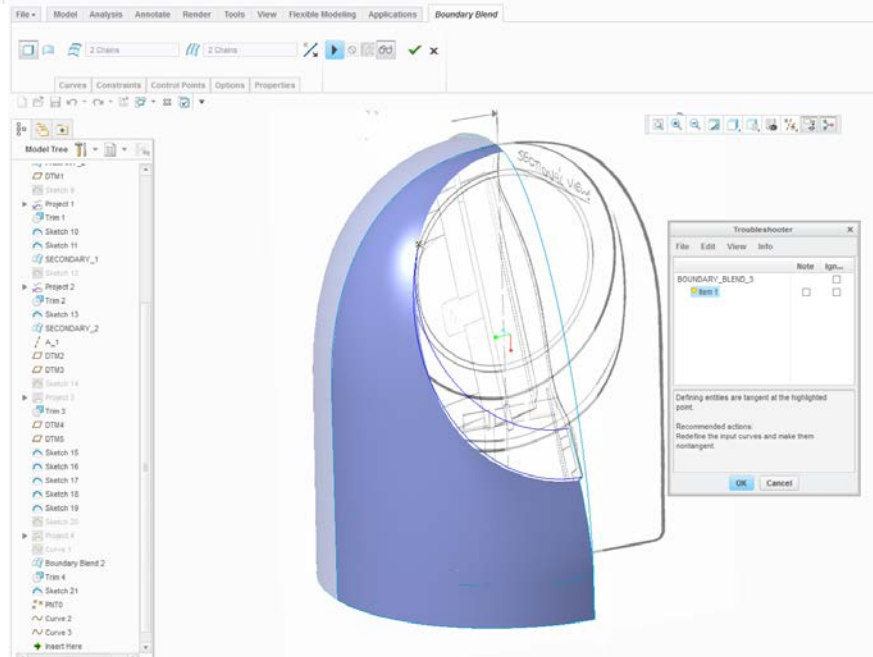 File Model Analysis Annotate Render Tools View Flexible Modeling Applications Boundary Blend
2 Chains 2 Chains
Curves Constraints Control Points Options Properties
Model Tree
DTM1
Sketch 9
Project 1
Trim 1
Sketch 10
Sketch 11
SECONDARY_1
Sketch 12
Project 2
Trim 2
Sketch 13
SECONDARY_2
A_1
DTM2
DTM3
Sketch 14
Project 3
Trim 3
DTM4
DTM5
Sketch 15
Sketch 16
Sketch 17
Sketch 18
Sketch 19
Sketch 20
Project 4
Curve 1
Boundary Blend 2
Trim 4
Sketch 21
PNT0
Curve 2
Curve 3
Insert Here
SECTIONAL VIEW
Troubleshooter
File Edit View Info
Note Ign...
BOUNDARY_BLEND_3
Item 1
Defining entities are tangent at the highlighted
point.
Recommended actions:
Redefine the input curves and make them
nontangent.
OK Cancel